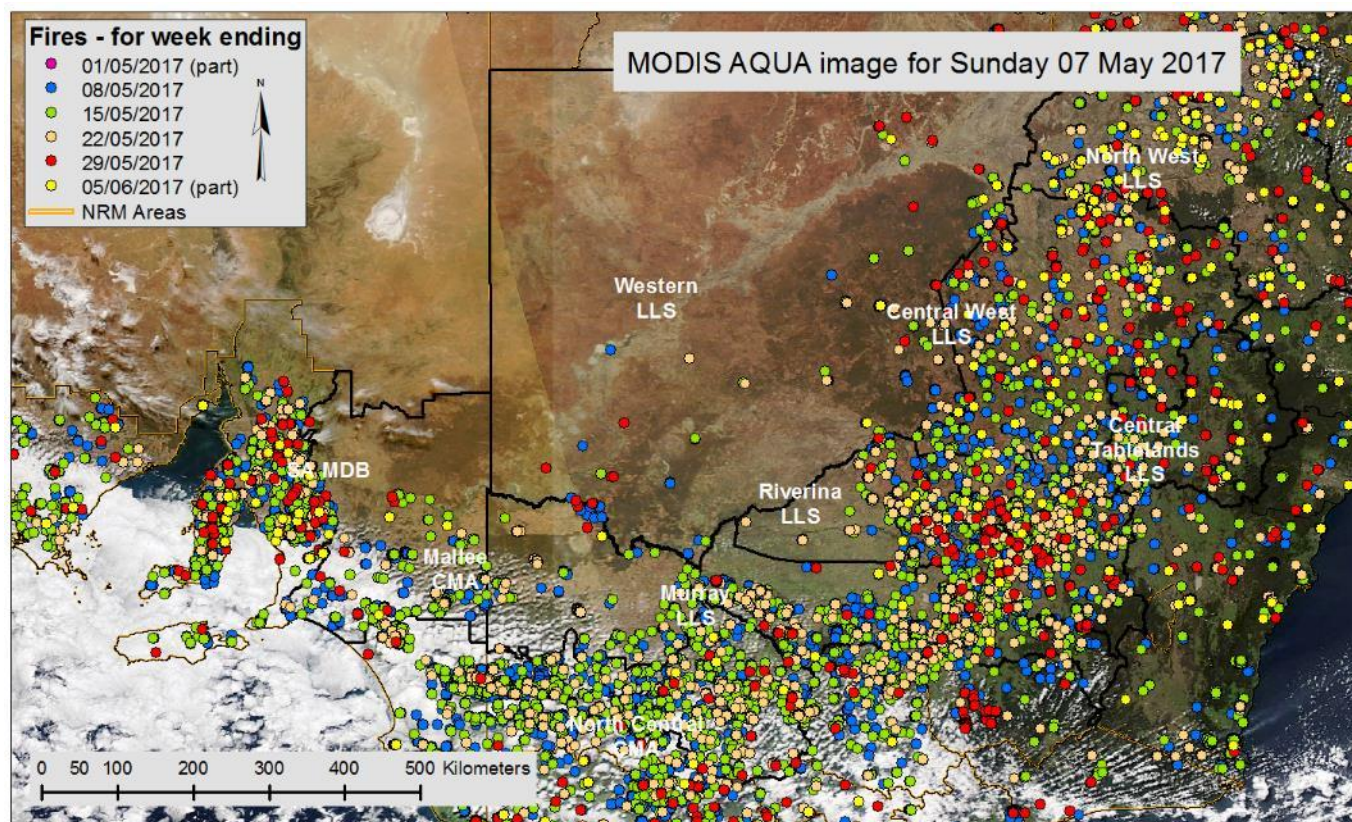 Fires - for week ending
01/05/2017 (part)
08/05/2017
15/05/2017
22/05/2017
29/05/2017
05/06/2017 (part)
NRM Areas
N
MODIS AQUA image for Sunday 07 May 2017
North West
LLS
Western
LLS
Central West
LLS
Central
Tablelands
LLS
SA MDB
Riverina
LLS
Mallee
CMA
Murray
LLS
North Central
CMA
0 50 100 200 300 400 500 Kilometers